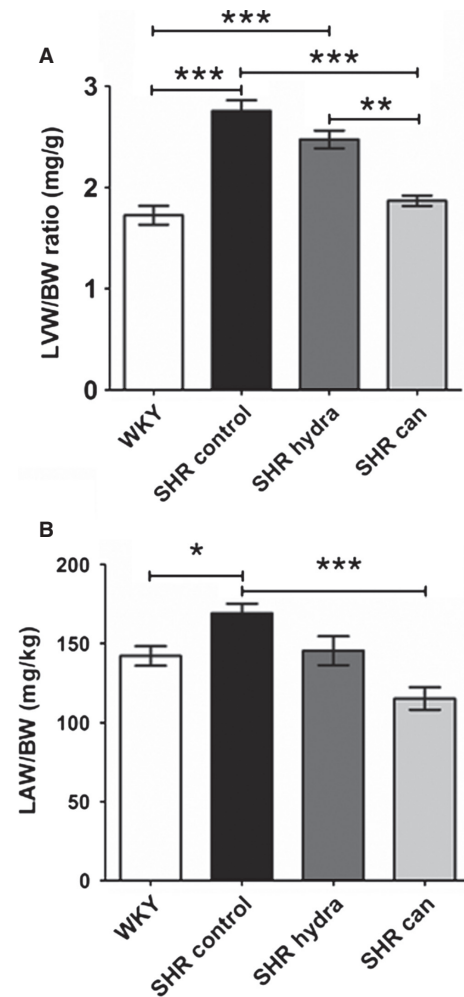 A
***
***
***
**
3
2
1
0
LVW/BW ratio (mg/g)
WKY
SHR control
SHR hydra
SHR can
B
*
***
200
150
100
50
0
LAW/BW (mg/kg)
WKY
SHR control
SHR hydra
SHR can